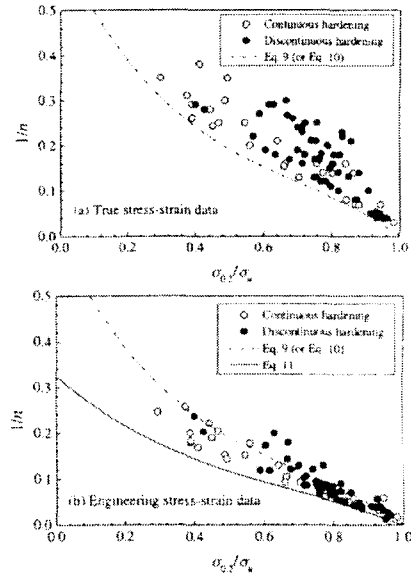 0.5
0.4
0.3
0.2
0.1
0.0
1/n
Continuous hardening
Discontinuous hardening
Eq. 9 (or Eq. 10)
(a) True stress-strain data
0.0 0.2 0.4 0.6 0.8 1.0
σ0.2/σu
0.5
0.4
0.3
0.2
0.1
0.0
1/n
Continuous hardening
Discontinuous hardening
Eq. 9 (or Eq. 10)
Eq. 11
(b) Engineering stress-strain data
0.0 0.2 0.4 0.6 0.8 1.0
σ0.2/σu